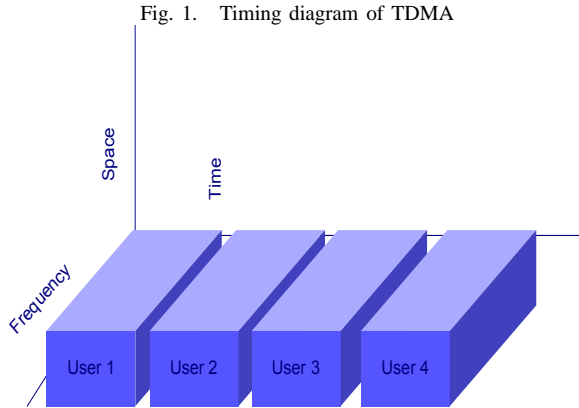 Fig. 1. Timing diagram of TDMA
Space
Time
Frequency
User 1
User 2
User 3
User 4